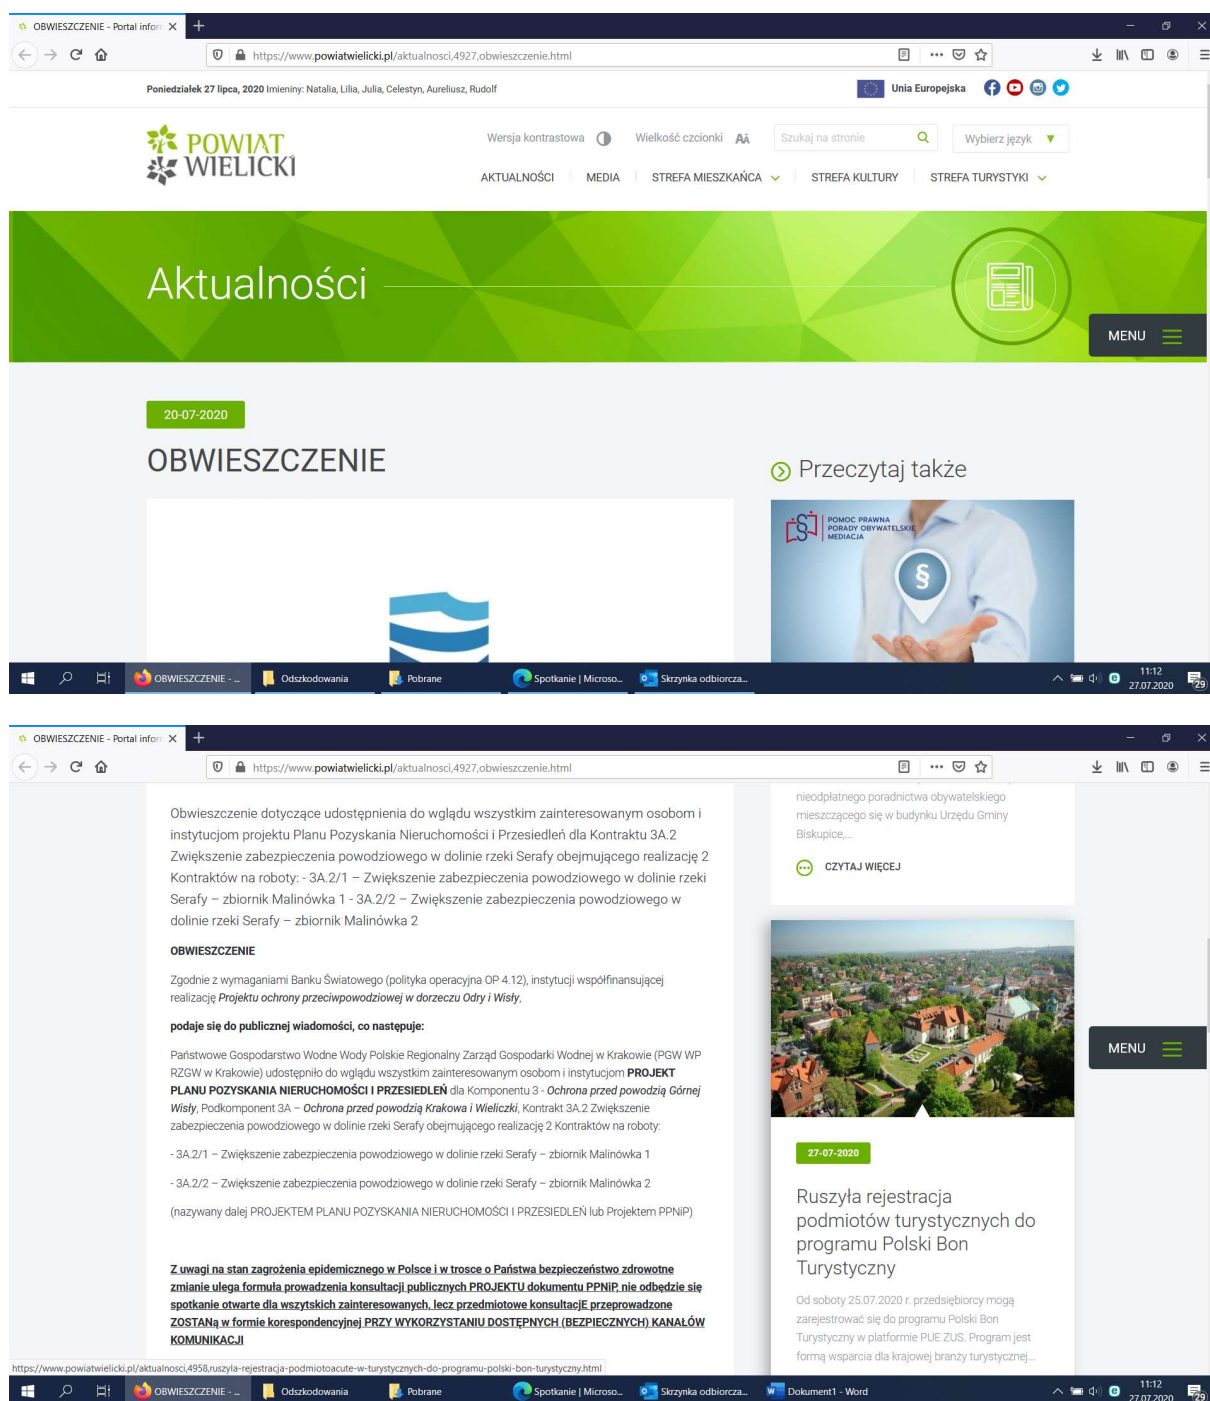 OBWIESZCZENIE - Portal inform
https://www.powiatwielicki.pl/aktualnosci,4927,obwieszczenie.html
Poniedziałek 27 lipca, 2020 Imieniny: Natalia, Lilia, Julia, Celestyn, Aureliusz, Rudolf
Unia Europejska
POWIAT
WIELICKI
Wersja kontrastowa
Wielkość czcionki
Szukaj na stronie
Wybierz język
AKTUALNOŚCI
MEDIA
STREFA MIESZKAŃCA
STREFA KULTURY
STREFA TURYSTYKI
Aktualności
MENU
20-07-2020
OBWIESZCZENIE
Przeczytaj także
POMOC PRAWNA
PORADY OBYWATELSKIE
MEDIACJA
§
OBWIESZCZENIE - ...
Odszkodowania
Pobrane
Spotkanie | Microso...
Skrzynka odbiorcza...
11:12
27.07.2020
29
OBWIESZCZENIE - Portal inform
https://www.powiatwielicki.pl/aktualnosci,4927,obwieszczenie.html
Obwieszczenie dotyczące udostępnienia do wglądu wszystkim zainteresowanym osobom i
instytucjom projektu Planu Pozyskania Nieruchomości i Przesiedleń dla Kontraktu 3A.2
Zwiększenie zabezpieczenia powodziowego w dolinie rzeki Serafy obejmującego realizację 2
Kontraktów na roboty: - 3A.2/1 – Zwiększenie zabezpieczenia powodziowego w dolinie rzeki
Serafy – zbiornik Malinówka 1 - 3A.2/2 – Zwiększenie zabezpieczenia powodziowego w
dolinie rzeki Serafy – zbiornik Malinówka 2
OBWIESZCZENIE
Zgodnie z wymaganiami Banku Światowego (polityka operacyjna OP 4.12), instytucji współfinansującej
realizację Projektu ochrony przeciwpowodziowej w dorzeczu Odry i Wisły,
podaje się do publicznej wiadomości, co następuje:
Państwowe Gospodarstwo Wodne Wody Polskie Regionalny Zarząd Gospodarki Wodnej w Krakowie (PGW WP
RZGW w Krakowie) udostępniło do wglądu wszystkim zainteresowanym osobom i instytucjom PROJEKT
PLANU POZYSKANIA NIERUCHOMOŚCI I PRZESIEDLEŃ dla Komponentu 3 - Ochrona przed powodzią Górnej
Wisły, Podkomponent 3A – Ochrona przed powodzią Krakowa i Wieliczki, Kontrakt 3A.2 Zwiększenie
zabezpieczenia powodziowego w dolinie rzeki Serafy obejmującego realizację 2 Kontraktów na roboty:
- 3A.2/1 – Zwiększenie zabezpieczenia powodziowego w dolinie rzeki Serafy – zbiornik Malinówka 1
- 3A.2/2 – Zwiększenie zabezpieczenia powodziowego w dolinie rzeki Serafy – zbiornik Malinówka 2
(nazywany dalej PROJEKTEM PLANU POZYSKANIA NIERUCHOMOŚCI I PRZESIEDLEŃ lub Projektem PPNiP)
Z uwagi na stan zagrożenia epidemicznego w Polsce i w trosce o Państwa bezpieczeństwo zdrowotne
zmianie ulega formuła prowadzenia konsultacji publicznych PROJEKTU dokumentu PPNiP, nie odbędzie się
spotkanie otwarte dla wszytskich zainteresowanych, lecz przedmiotowe konsultacjE przeprowadzone
ZOSTANą w formie korespondencyjnej PRZY WYKORZYSTANIU DOSTĘPNYCH (BEZPIECZNYCH) KANAŁÓW
KOMUNIKACJI
nieodpłatnego poradnictwa obywatelskiego
mieszczącego się w budynku Urzędu Gminy
Biskupice,...
CZYTAJ WIĘCEJ
MENU
27-07-2020
Ruszyła rejestracja
podmiotów turystycznych do
programu Polski Bon
Turystyczny
Od soboty 25.07.2020 r. przedsiębiorcy mogą
zarejestrować się do programu Polski Bon
Turystyczny w platformie PUE ZUS. Program jest
formą wsparcia dla krajowej branży turystycznej...
https://www.powiatwielicki.pl/aktualnosci,4958,ruszyla-rejestracja-podmiotoacute-w-turystycznych-do-programu-polski-bon-turystyczny.html
OBWIESZCZENIE - ...
Odszkodowania
Pobrane
Spotkanie | Microso...
Skrzynka odbiorcza...
Dokument1 - Word
11:12
27.07.2020
29